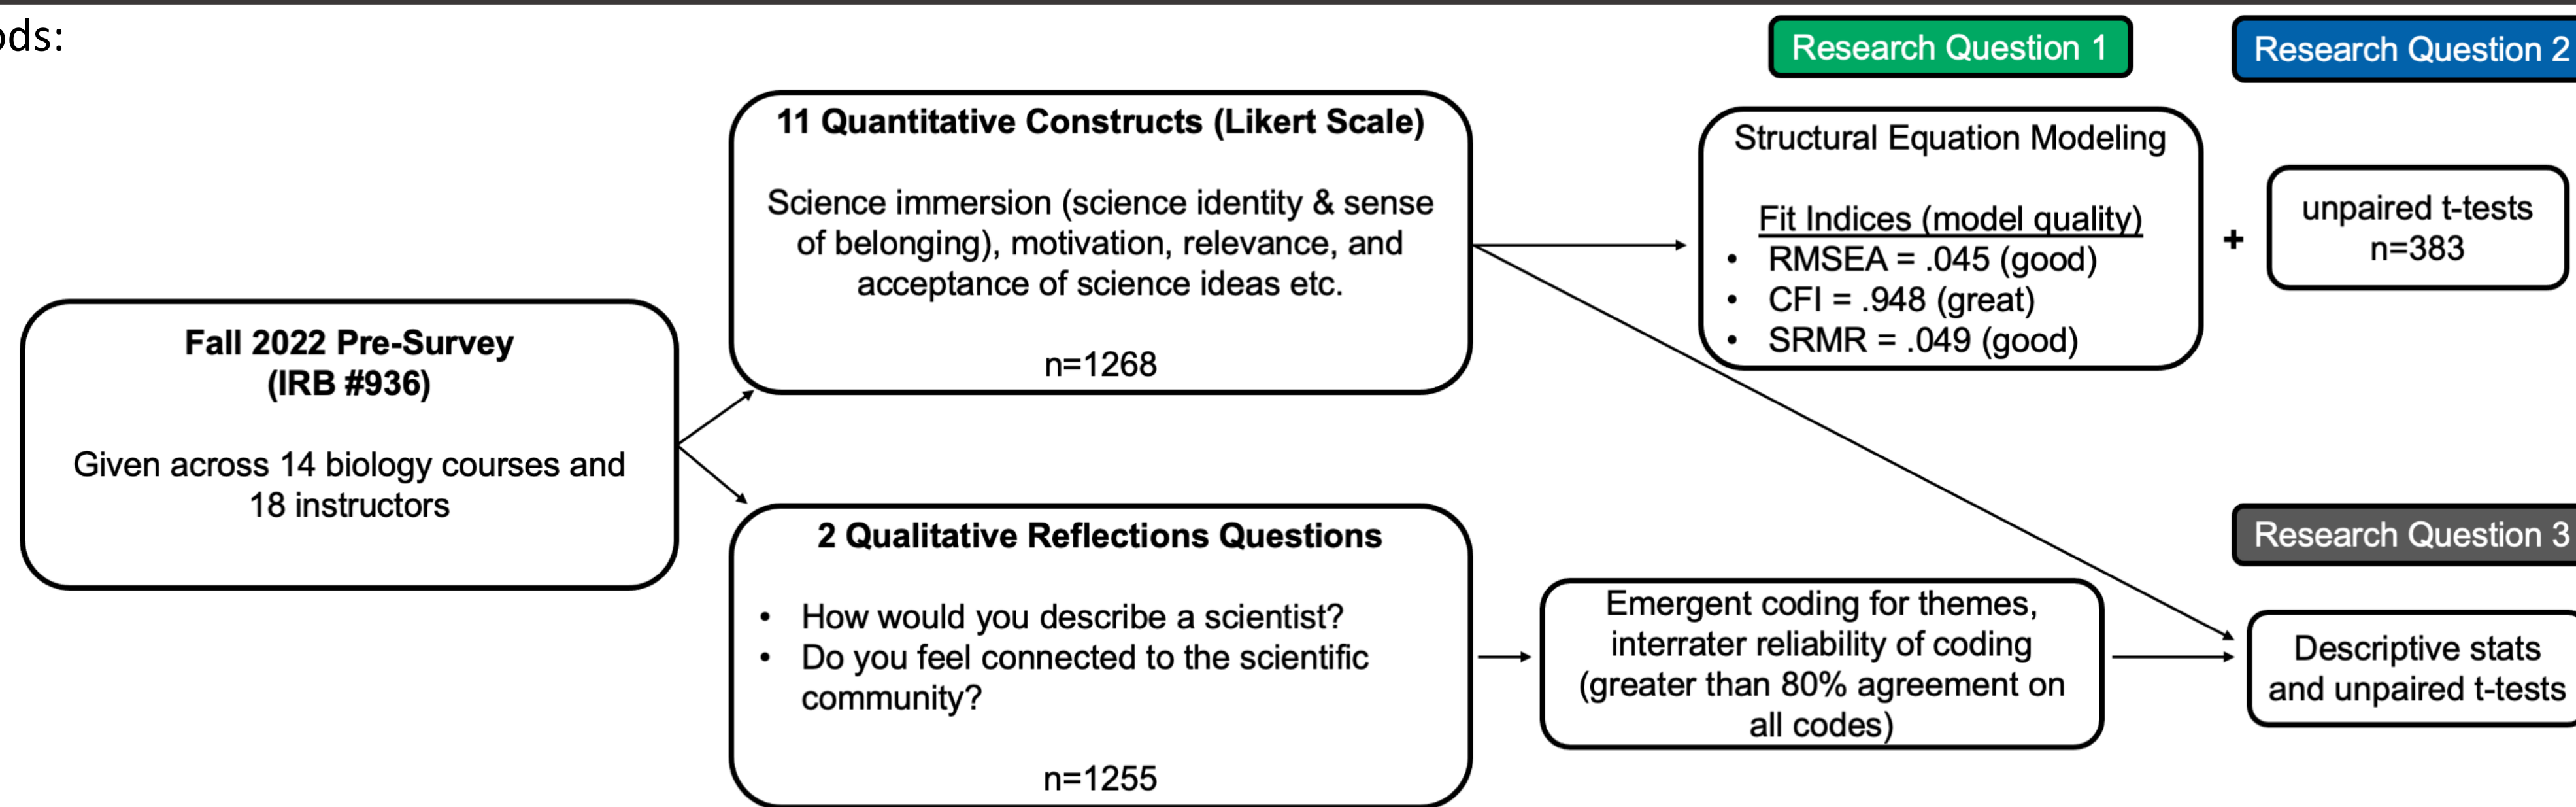 ods:
Research Question 1
Research Question 2
11 Quantitative Constructs (Likert Scale)
Science immersion (science identity & sense
of belonging), motivation, relevance, and
acceptance of science ideas etc.
n=1268
Structural Equation Modeling
Fit Indices (model quality)
• RMSEA = .045 (good)
• CFI = .948 (great)
• SRMR = .049 (good)
+
unpaired t-tests
n=383
Fall 2022 Pre-Survey
(IRB #936)
Given across 14 biology courses and
18 instructors
2 Qualitative Reflections Questions
• How would you describe a scientist?
• Do you feel connected to the scientific
community?
n=1255
Emergent coding for themes,
interrater reliability of coding
(greater than 80% agreement on
all codes)
Research Question 3
Descriptive stats
and unpaired t-tests